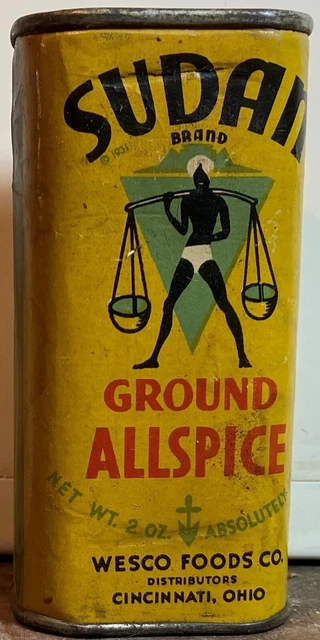 SUDAN
BRAND
© 1931
GROUND
ALLSPICE
NET WT. 2 OZ. ABSOLUTELY
WESCO FOODS CO.
DISTRIBUTORS
CINCINNATI, OHIO